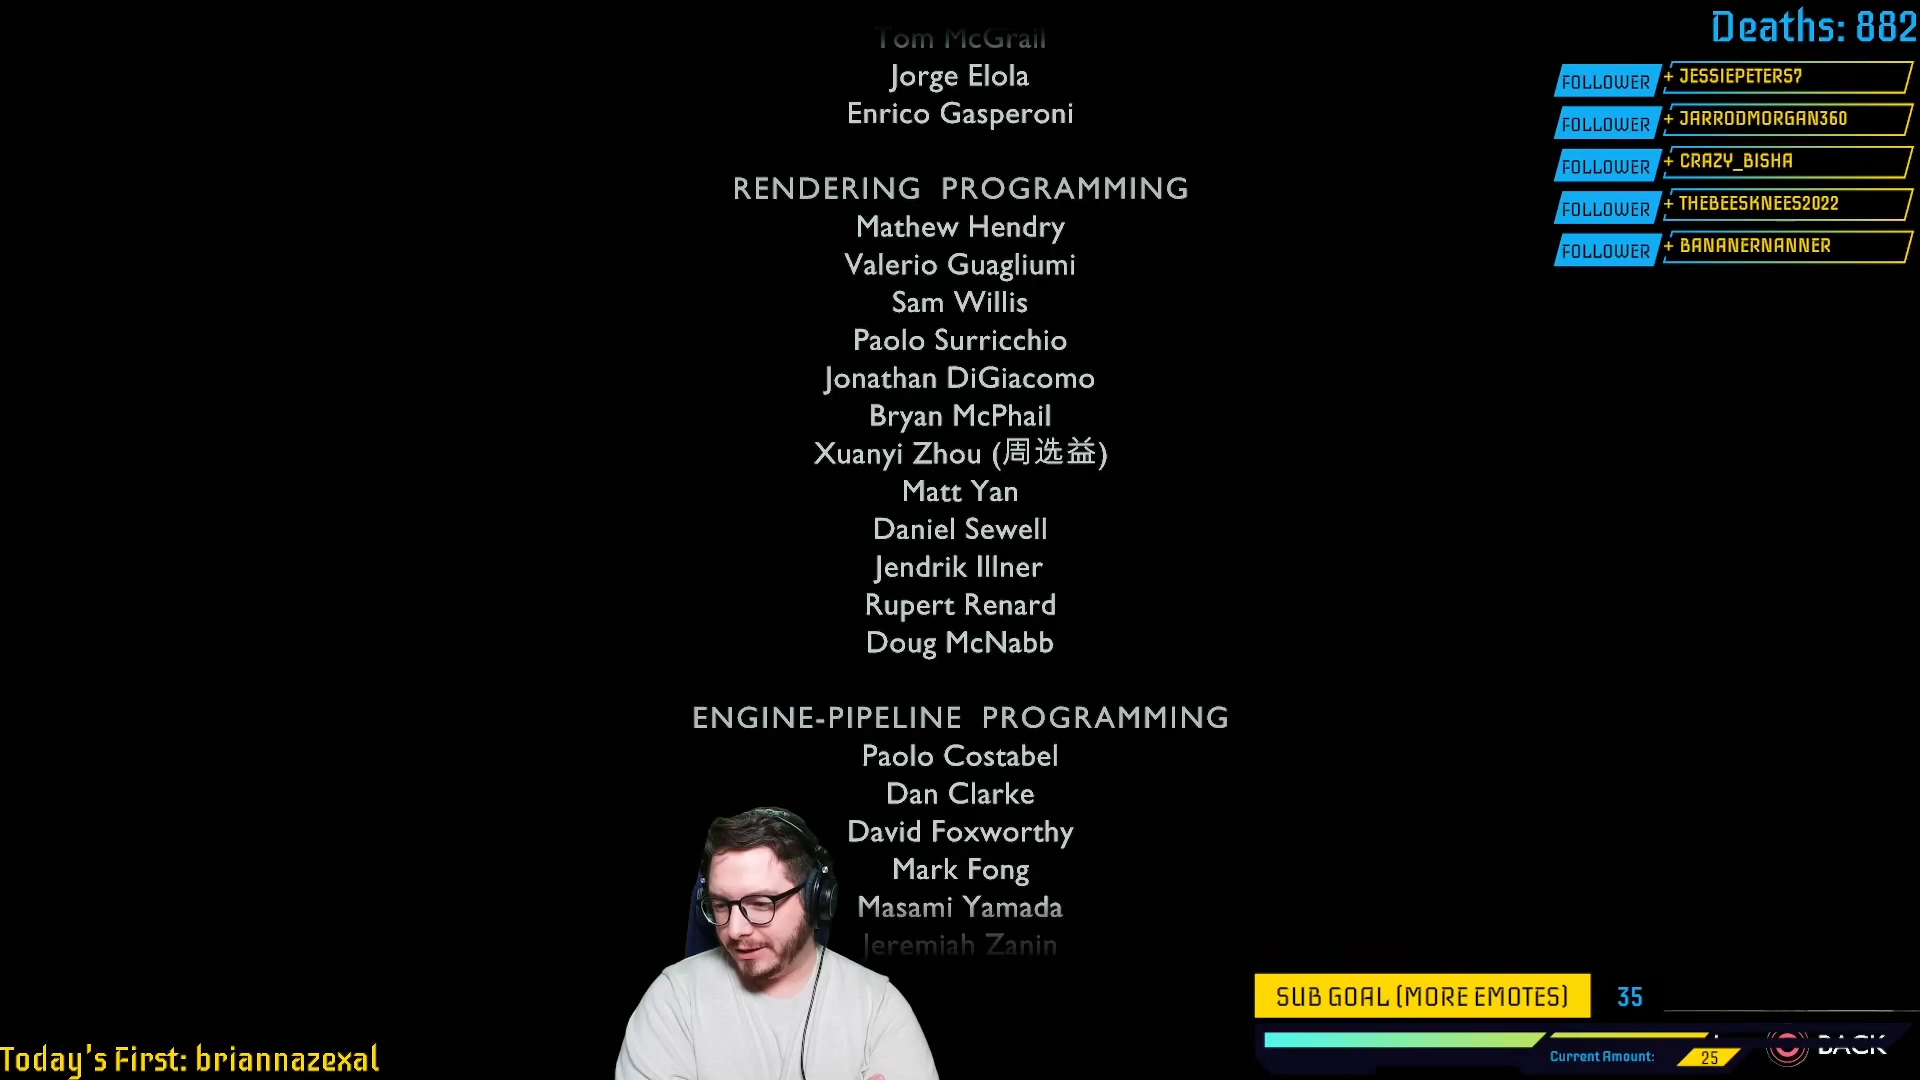 Tom McGrail
Jorge Elola
Enrico Gasperoni
RENDERING PROGRAMMING
Mathew Hendry
Valerio Guagliumi
Sam Willis
Paolo Surricchio
Jonathan DiGiacomo
Bryan McPhail
Xuanyi Zhou (周选益)
Matt Yan
Daniel Sewell
Jendrik Illner
Rupert Renard
Doug McNabb
ENGINE-PIPELINE PROGRAMMING
Paolo Costabel
Dan Clarke
David Foxworthy
Mark Fong
Masami Yamada
Jeremiah Zanin
Deaths: 882
FOLLOWER + JESSIEPETERS7
FOLLOWER + JARRODMORGAN360
FOLLOWER + CRAZY_BISHA
FOLLOWER + THEBEESKNEES2022
FOLLOWER + BANANERNANNER
SUB GOAL (MORE EMOTES) 35
Current Amount: 25
BACK
Today's First: briannazexal